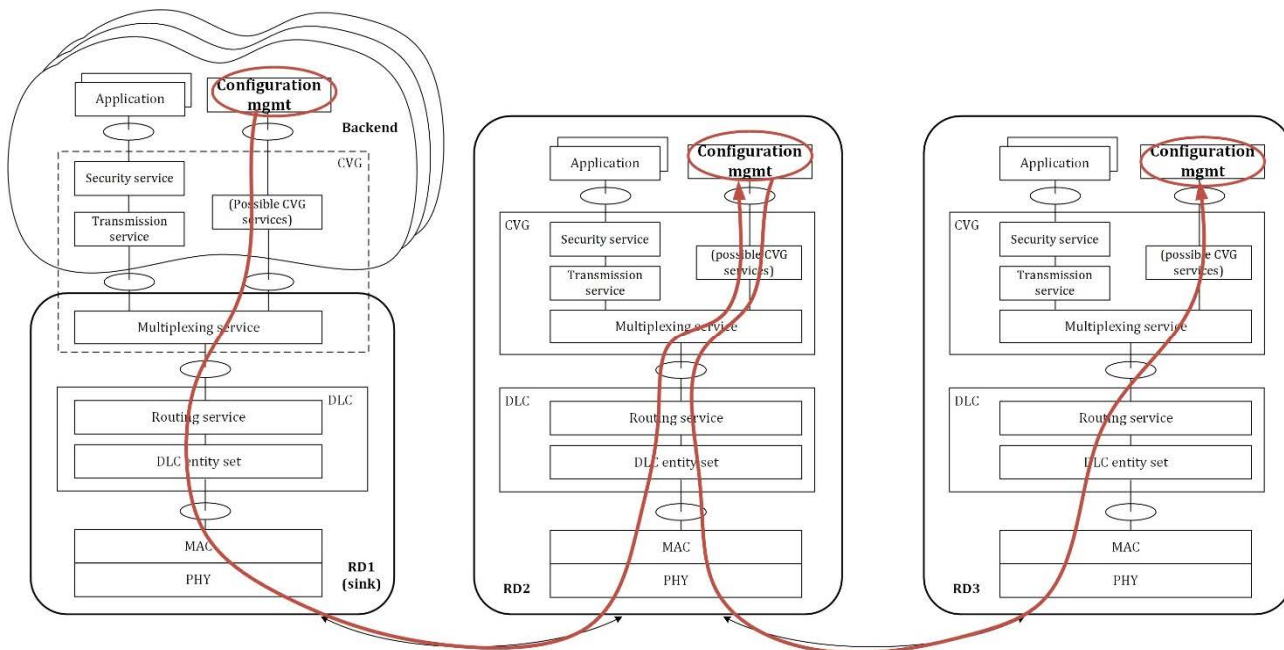 Application
Configuration
mgmt
Backend
CVG
Security service
(Possible CVG
services)
Transmission
service
Multiplexing service
DLC
Routing service
DLC entity set
MAC
PHY
RD1
(sink)
Application
Configuration
mgmt
CVG
Security service
(possible CVG
services)
Transmission
service
Multiplexing service
DLC
Routing service
DLC entity set
MAC
PHY
RD2
Application
Configuration
mgmt
CVG
Security service
(possible CVG
services)
Transmission
service
Multiplexing service
DLC
Routing service
DLC entity set
MAC
PHY
RD3